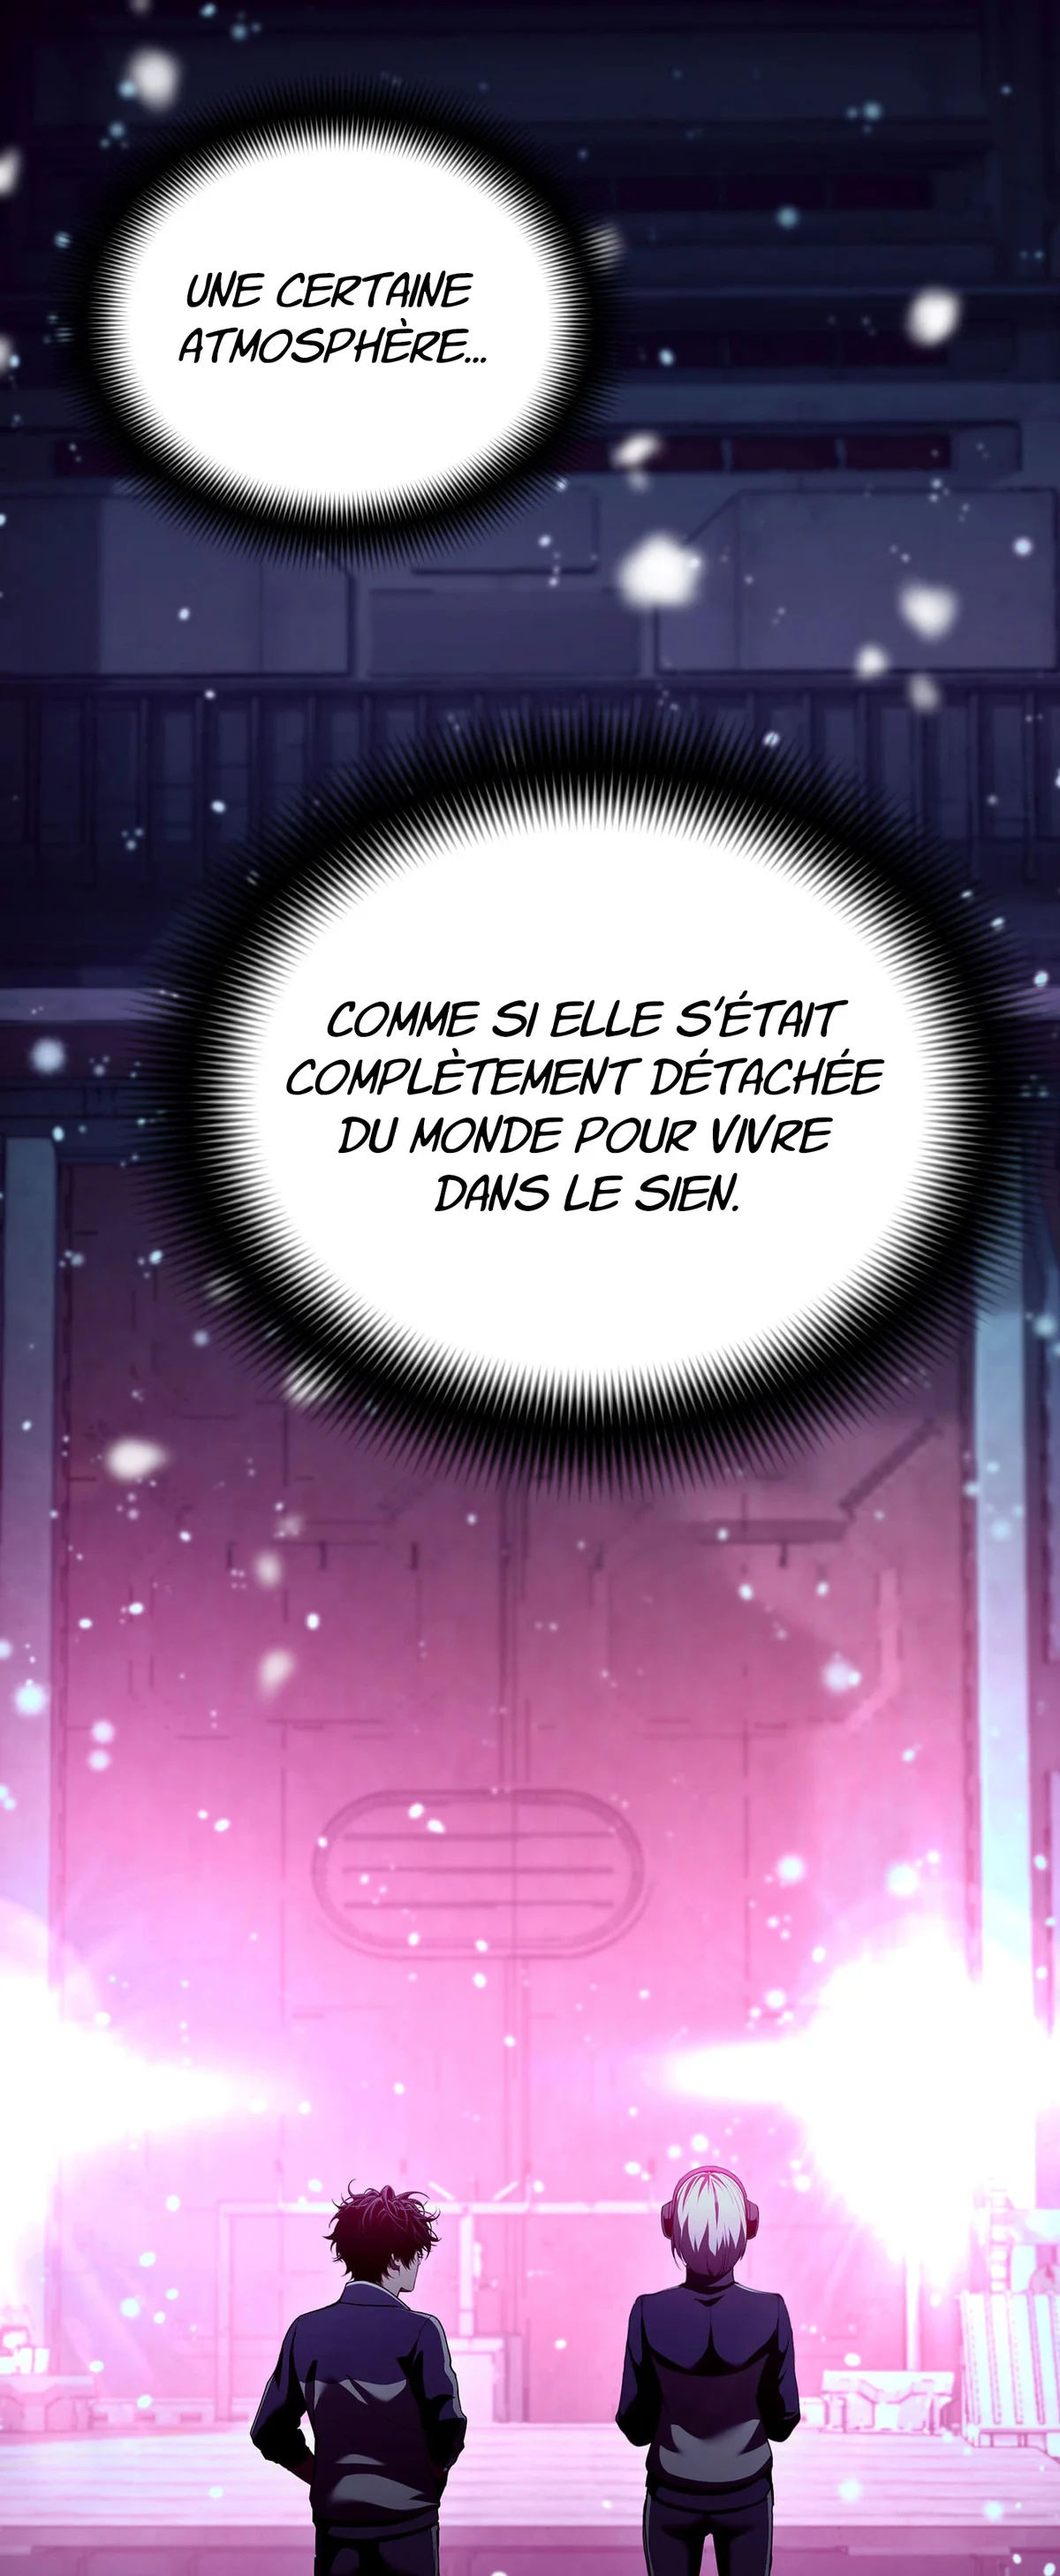 UNE CERTAINE
ATMOSPHÈRE...
COMME SI ELLE S'ÉTAIT
COMPLÈTEMENT DÉTACHÉE
DU MONDE POUR VIVRE
DANS LE SIEN.